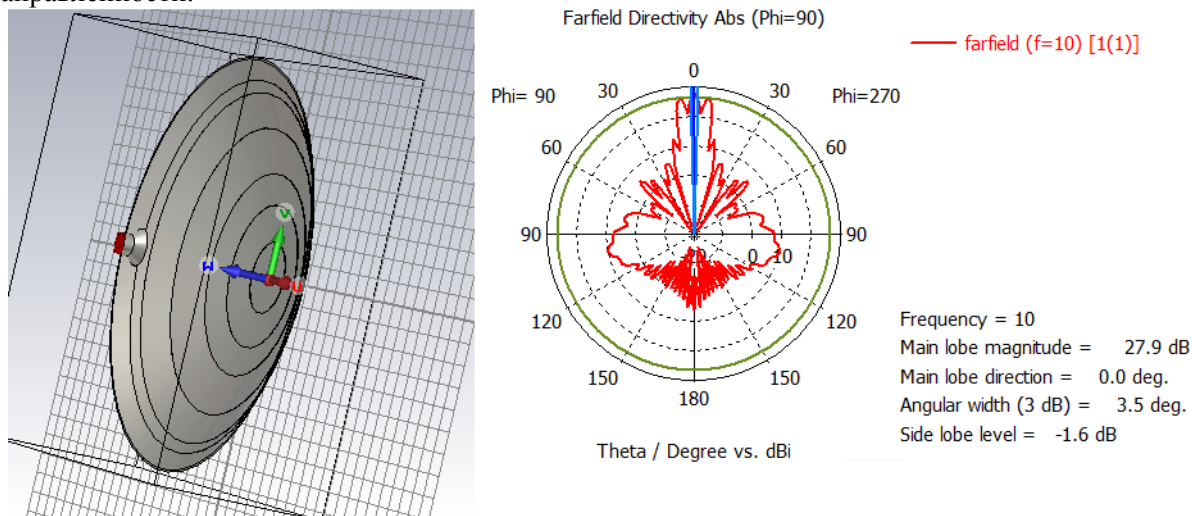 Farfield Directivity Abs (Phi=90)
farfield (f=10) [1(1)]
0
Phi= 90
30
30
Phi=270
60
60
90
-20
0
10
90
120
120
150
150
180
Theta / Degree vs. dBi
Frequency = 10
Main lobe magnitude = 27.9 dB
Main lobe direction = 0.0 deg.
Angular width (3 dB) = 3.5 deg.
Side lobe level = -1.6 dB